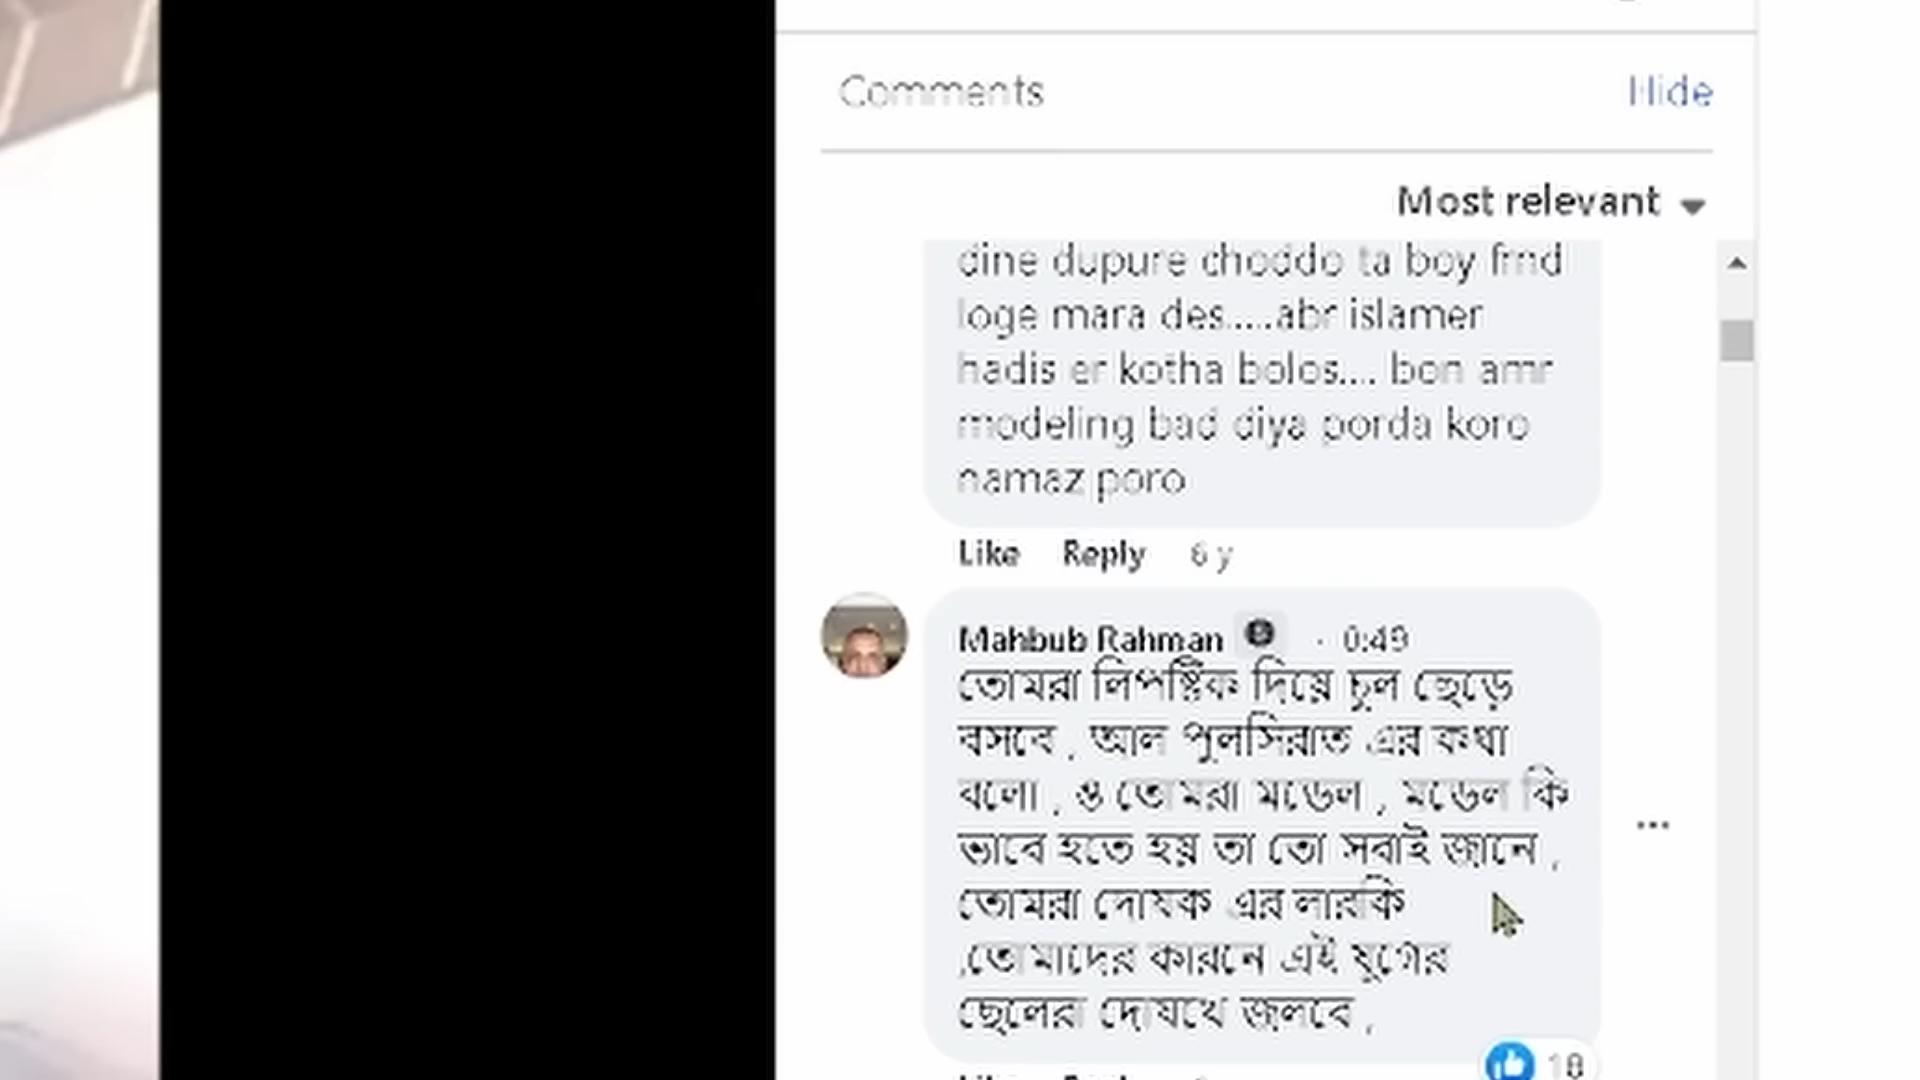 Comments
Hide
Most relevant
dine dupure choddo ta boy frnd
loge mara des.....abr islamer
hadis er kotha bolos.... bon amr
modeling bad diya porda koro
namaz poro
Like Reply 6 y
Mahbub Rahman · 0:49
তোমরা লিপষ্টিক দিয়ে চুল ছেড়ে
বসবে , আল পুলসিরাত এর কথা
বলো , ও তোমরা মডেল , মডেল কি
ভাবে হতে হয় তা তো সবাই জানে ,
তোমরা দোযক এর লারকি
,তোমাদের কারনে এই যুগের
ছেলেরা দোযখে জলবে ,
18